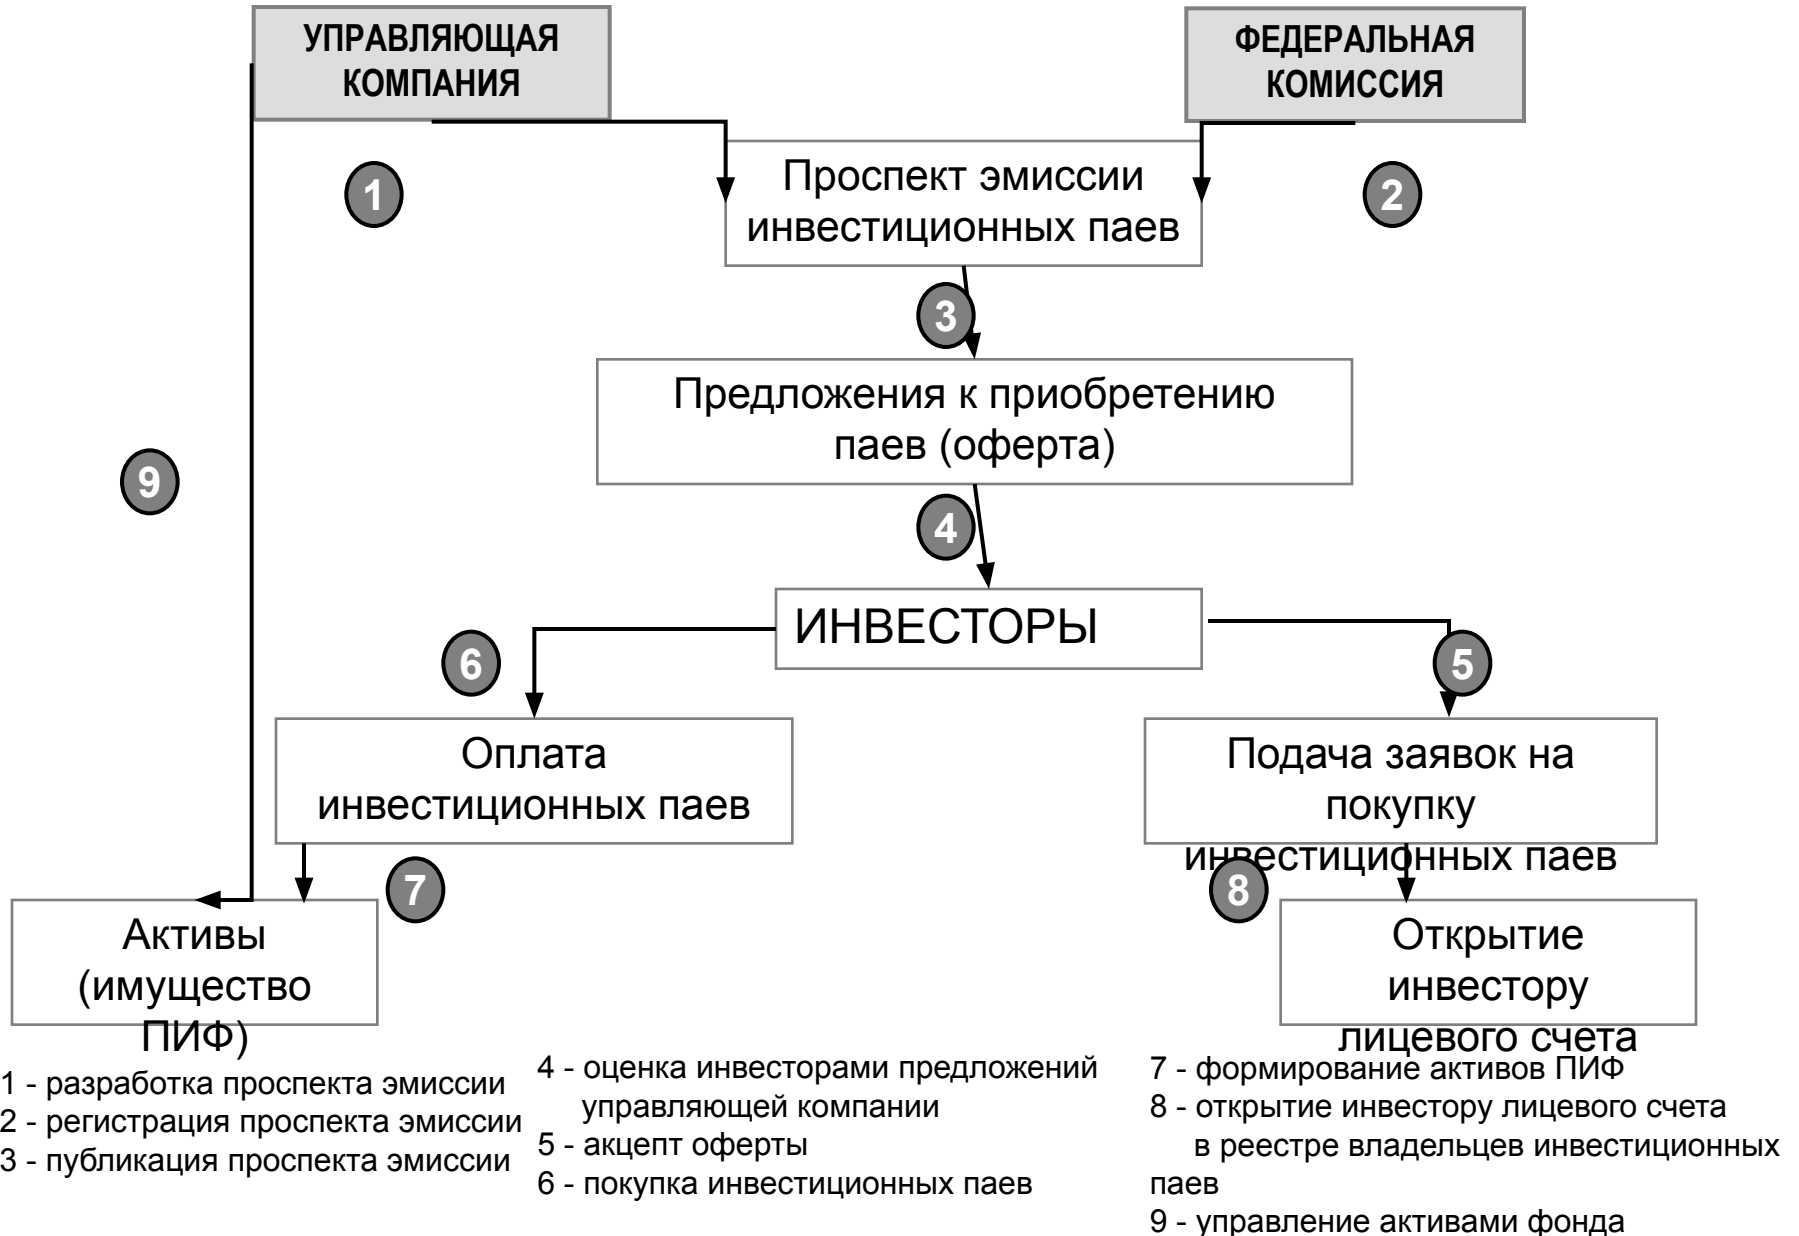 УПРАВЛЯЮЩАЯ
КОМПАНИЯ
ФЕДЕРАЛЬНАЯ
КОМИССИЯ
1
Проспект эмиссии
инвестиционных паев
2
3
Предложения к приобретению
паев (оферта)
9
4
ИНВЕСТОРЫ
6
5
Оплата
инвестиционных паев
Подача заявок на
покупку
инвестиционных паев
7
8
Активы
(имущество
ПИФ)
Открытие
инвестору
лицевого счета
1 - разработка проспекта эмиссии
2 - регистрация проспекта эмиссии
3 - публикация проспекта эмиссии
4 - оценка инвесторами предложений
управляющей компании
5 - акцепт оферты
6 - покупка инвестиционных паев
7 - формирование активов ПИФ
8 - открытие инвестору лицевого счета
в реестре владельцев инвестиционных
паев
9 - управление активами фонда